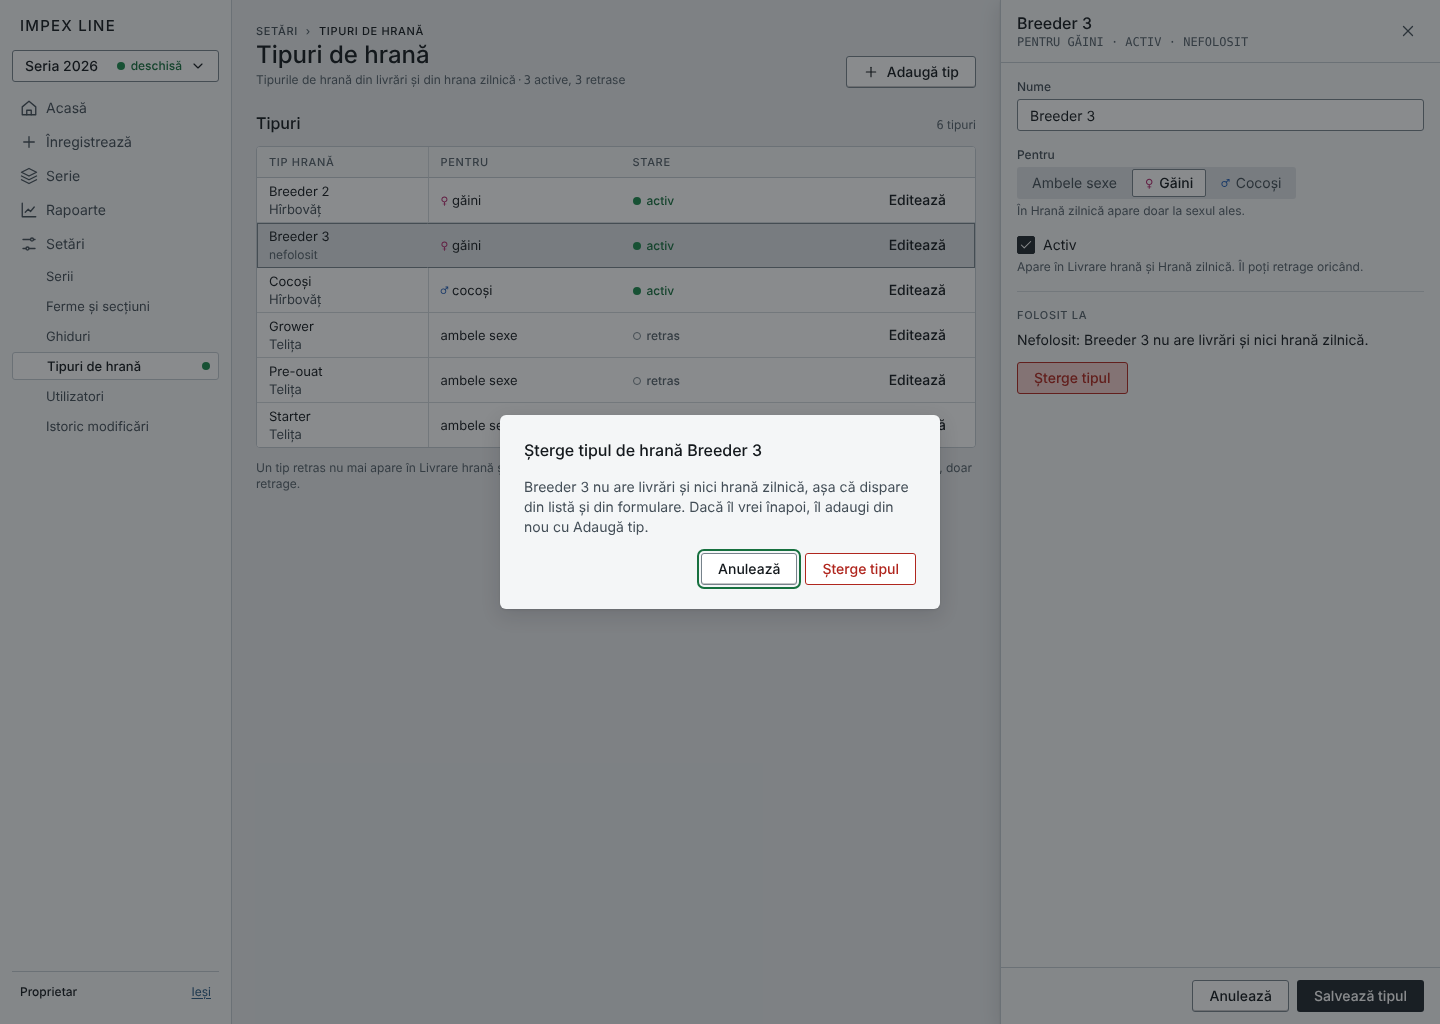 IMPEX LINE
Seria 2026 deschisă
Acasă
Înregistrează
Serie
Rapoarte
Setări
Serii
Ferme și secțiuni
Ghiduri
Tipuri de hrană
Utilizatori
Istoric modificări
Proprietar Ieși
SETĂRI › TIPURI DE HRANĂ
Tipuri de hrană
Tipurile de hrană din livrări și din hrana zilnică · 3 active, 3 retrase
Adaugă tip
Tipuri 6 tipuri
TIP HRANĂ PENTRU STARE
Breeder 2
Hîrbovăț
♀ găini activ Editează
Breeder 3
nefolosit
♀ găini activ Editează
Cocoși
Hîrbovăț
♂ cocoși activ Editează
Grower
Telița
ambele sexe retras Editează
Pre-ouat
Telița
ambele sexe retras Editează
Starter
Telița
ambele se ă
Un tip retras nu mai apare în Livrare hrană , doar
retrage.
Șterge tipul de hrană Breeder 3
Breeder 3 nu are livrări și nici hrană zilnică, așa că dispare
din listă și din formulare. Dacă îl vrei înapoi, îl adaugi din
nou cu Adaugă tip.
Anulează Șterge tipul
Breeder 3
PENTRU GĂINI · ACTIV · NEFOLOSIT
Nume
Breeder 3
Pentru
Ambele sexe ♀ Găini ♂ Cocoși
În Hrană zilnică apare doar la sexul ales.
Activ
Apare în Livrare hrană și Hrană zilnică. Îl poți retrage oricând.
FOLOSIT LA
Nefolosit: Breeder 3 nu are livrări și nici hrană zilnică.
Șterge tipul
Anulează Salvează tipul